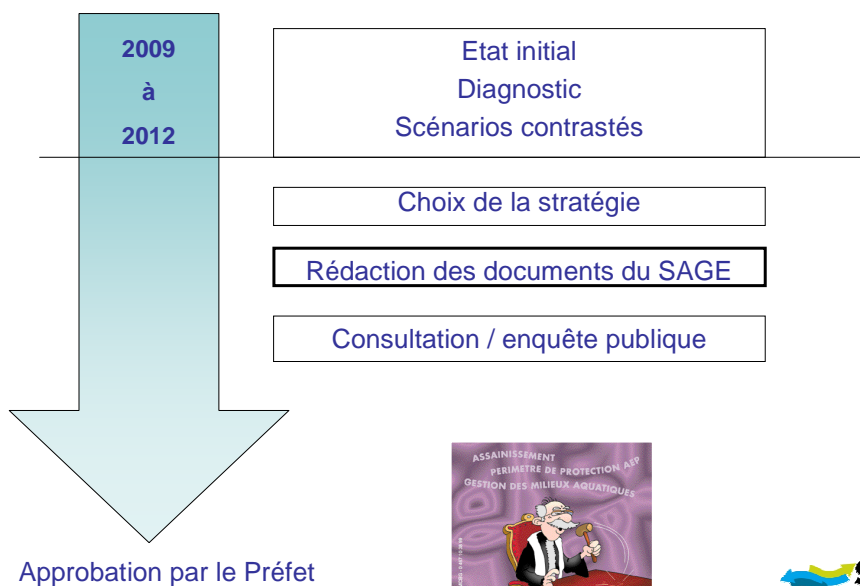 2009
à
2012
Etat initial
Diagnostic
Scénarios contrastés
Choix de la stratégie
Rédaction des documents du SAGE
Consultation / enquête publique
ASSAINISSEMENT
PERIMETRE DE PROTECTION AEP
GESTION DES MILIEUX AQUATIQUES
Approbation par le Préfet